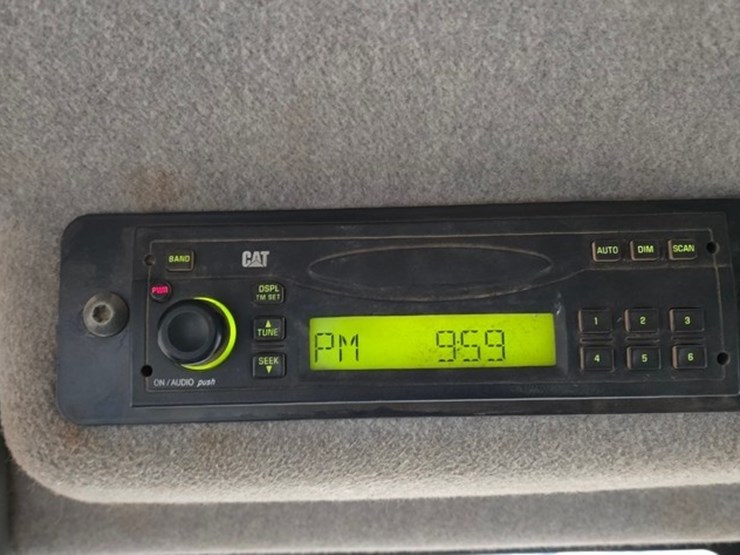 BAND
CAT
AUTO DIM SCAN
PWR
DSPL
TM SET
TUNE
SEEK
PM 9:59
1 2 3
4 5 6
ON / AUDIO push